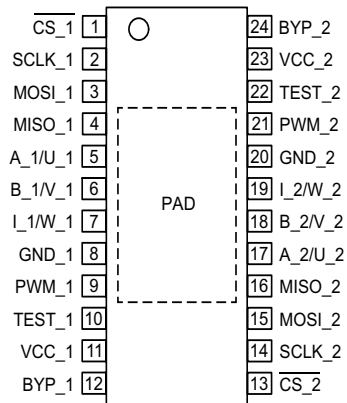 C̅S̅_1 1 24 BYP_2
SCLK_1 2 23 VCC_2
MOSI_1 3 22 TEST_2
MISO_1 4 21 PWM_2
A_1/U_1 5 20 GND_2
B_1/V_1 6 19 I_2/W_2
I_1/W_1 7 PAD 18 B_2/V_2
GND_1 8 17 A_2/U_2
PWM_1 9 16 MISO_2
TEST_1 10 15 MOSI_2
VCC_1 11 14 SCLK_2
BYP_1 12 13 C̅S̅_2